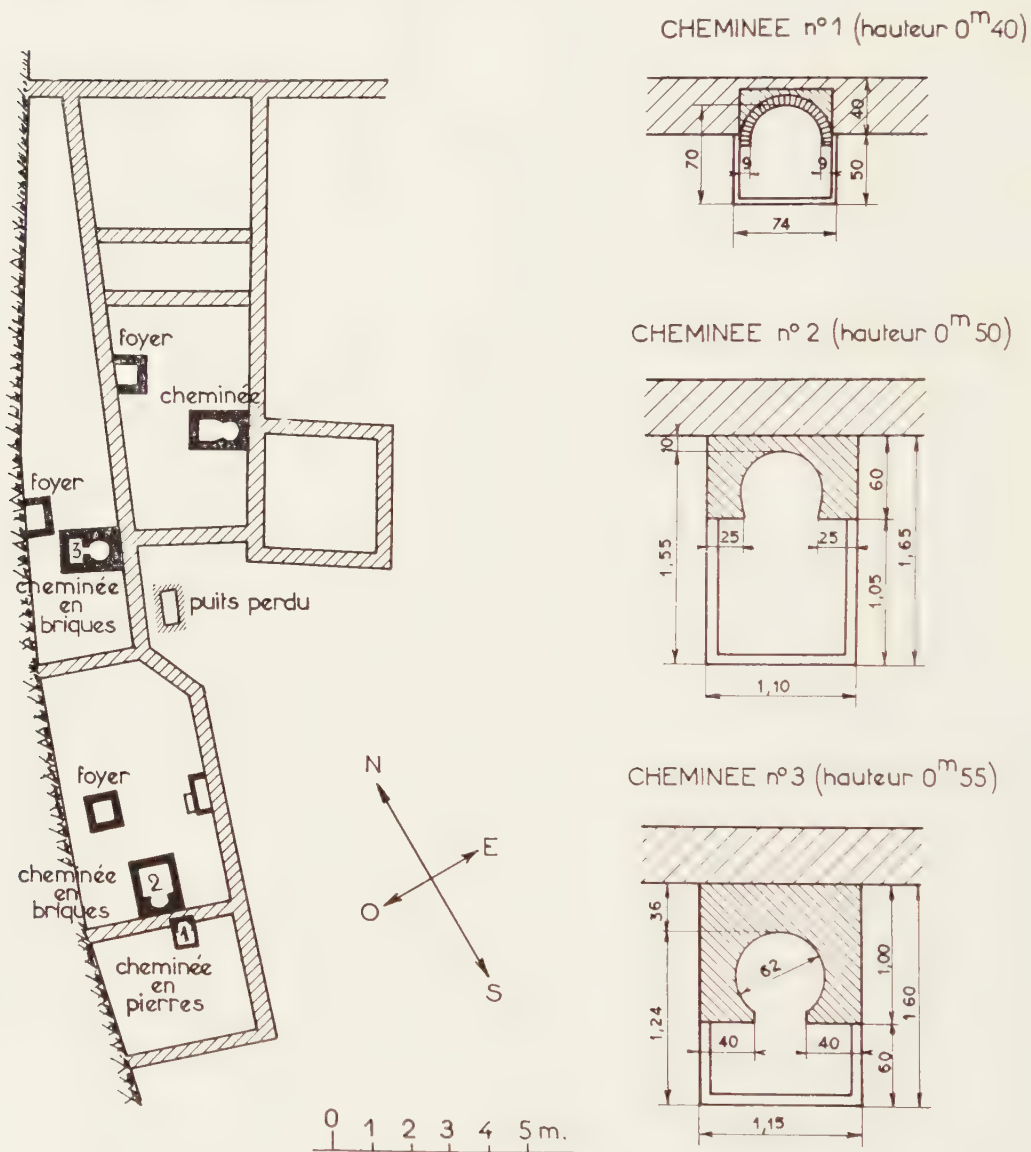 CHEMINEE nº 1 (hauteur 0m40)
40
70
9
9
50
74
foyer
cheminée
CHEMINEE nº 2 (hauteur 0m50)
10
60
1,55
25
25
1,65
1,05
1,10
foyer
3
cheminée
en
briques
puits perdu
foyer
cheminée
en
briques
2
1
cheminée
en
pierres
N
E
O
S
CHEMINEE nº 3 (hauteur 0m55)
36
62
1,00
1,24
1,60
40
40
60
1,15
0 1 2 3 4 5 m.